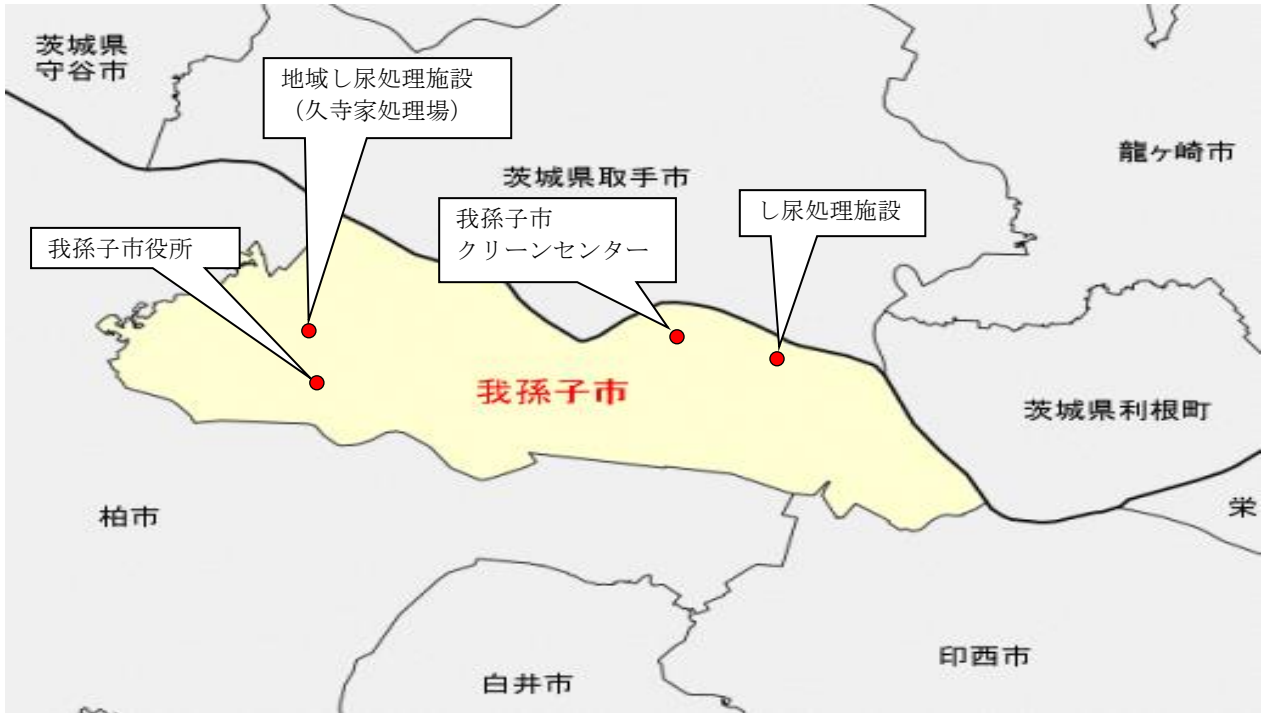 茨城県
守谷市
地域し尿処理施設
（久寺家処理場）
龍ヶ崎市
茨城県取手市
我孫子市
クリーンセンター
し尿処理施設
我孫子市役所
我孫子市
茨城県利根町
柏市
栄
印西市
白井市